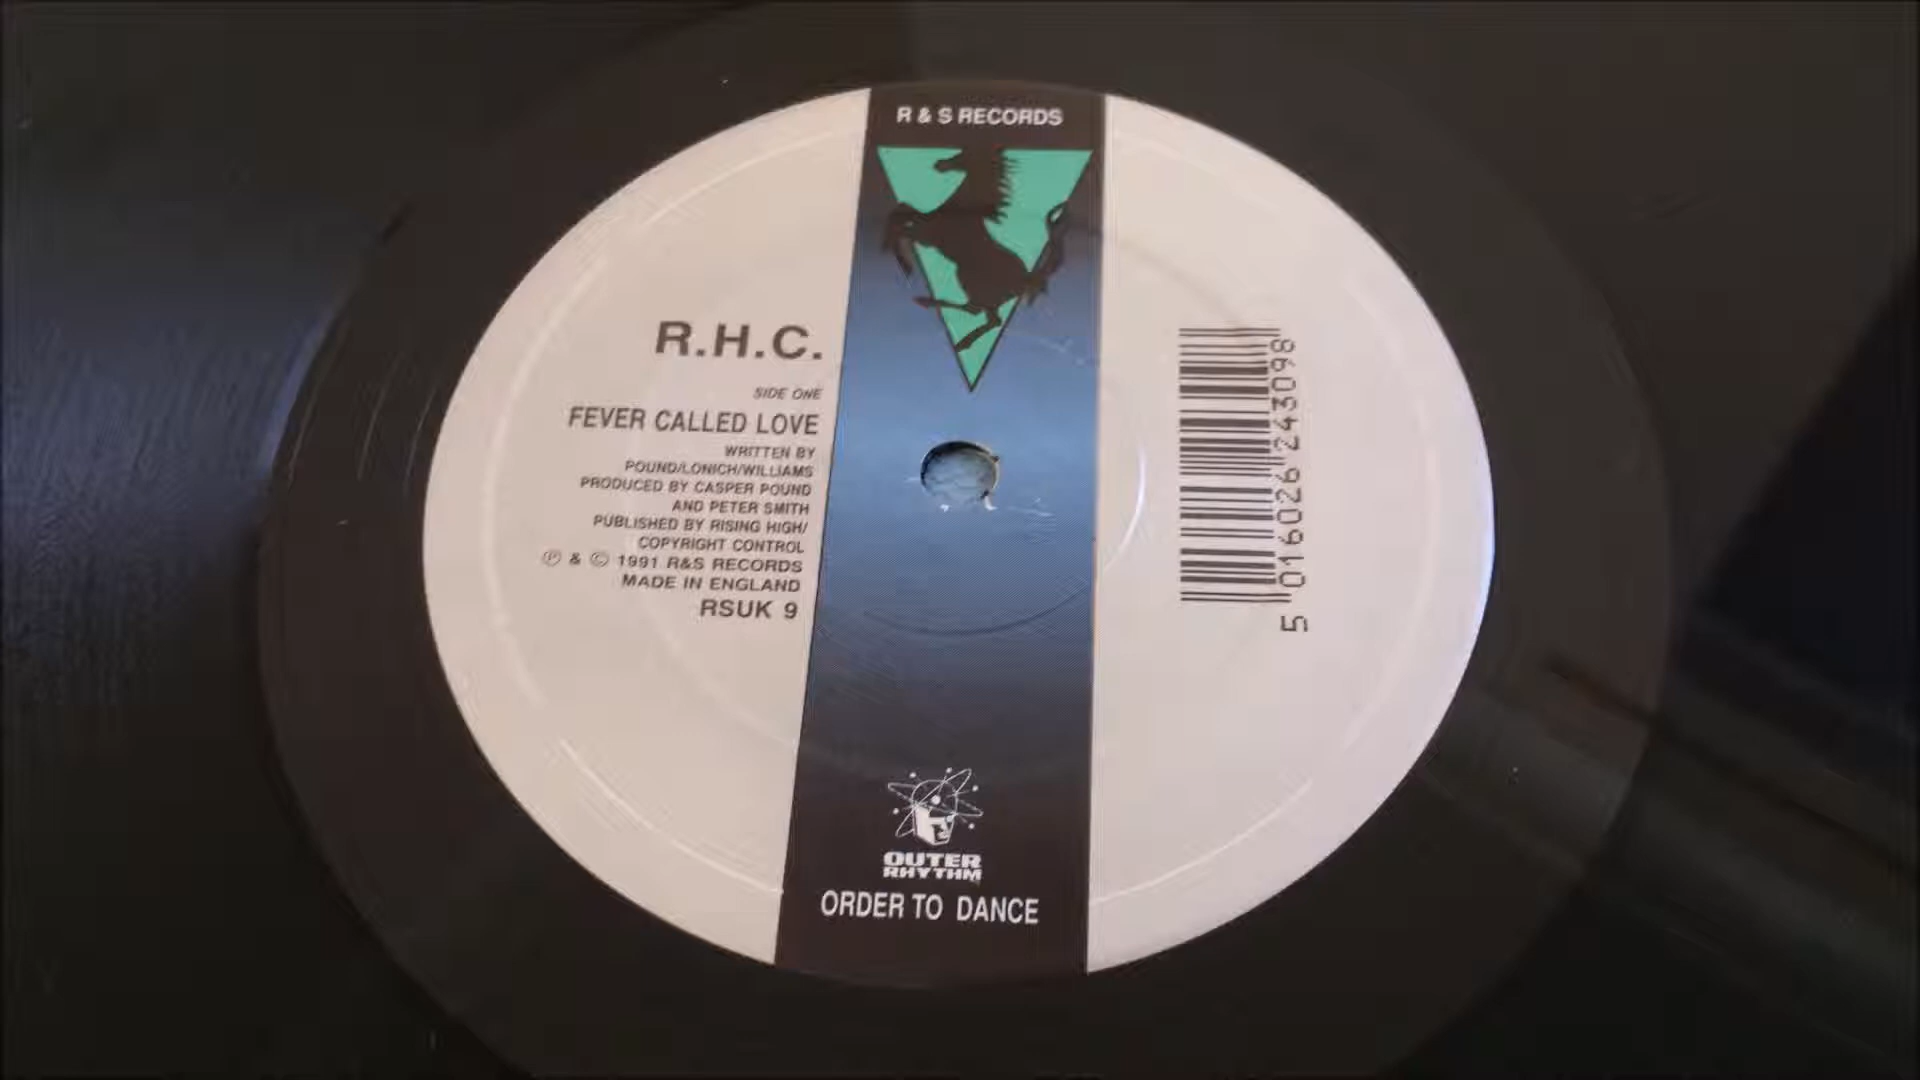 R & S RECORDS
R.H.C.
SIDE ONE
FEVER CALLED LOVE
WRITTEN BY
POUND/LONICH/WILLIAMS
PRODUCED BY CASPER POUND
AND PETER SMITH
PUBLISHED BY RISING HIGH/
COPYRIGHT CONTROL
℗ & © 1991 R&S RECORDS
MADE IN ENGLAND
RSUK 9
5 016026 243098
OUTER
RHYTHM
ORDER TO DANCE